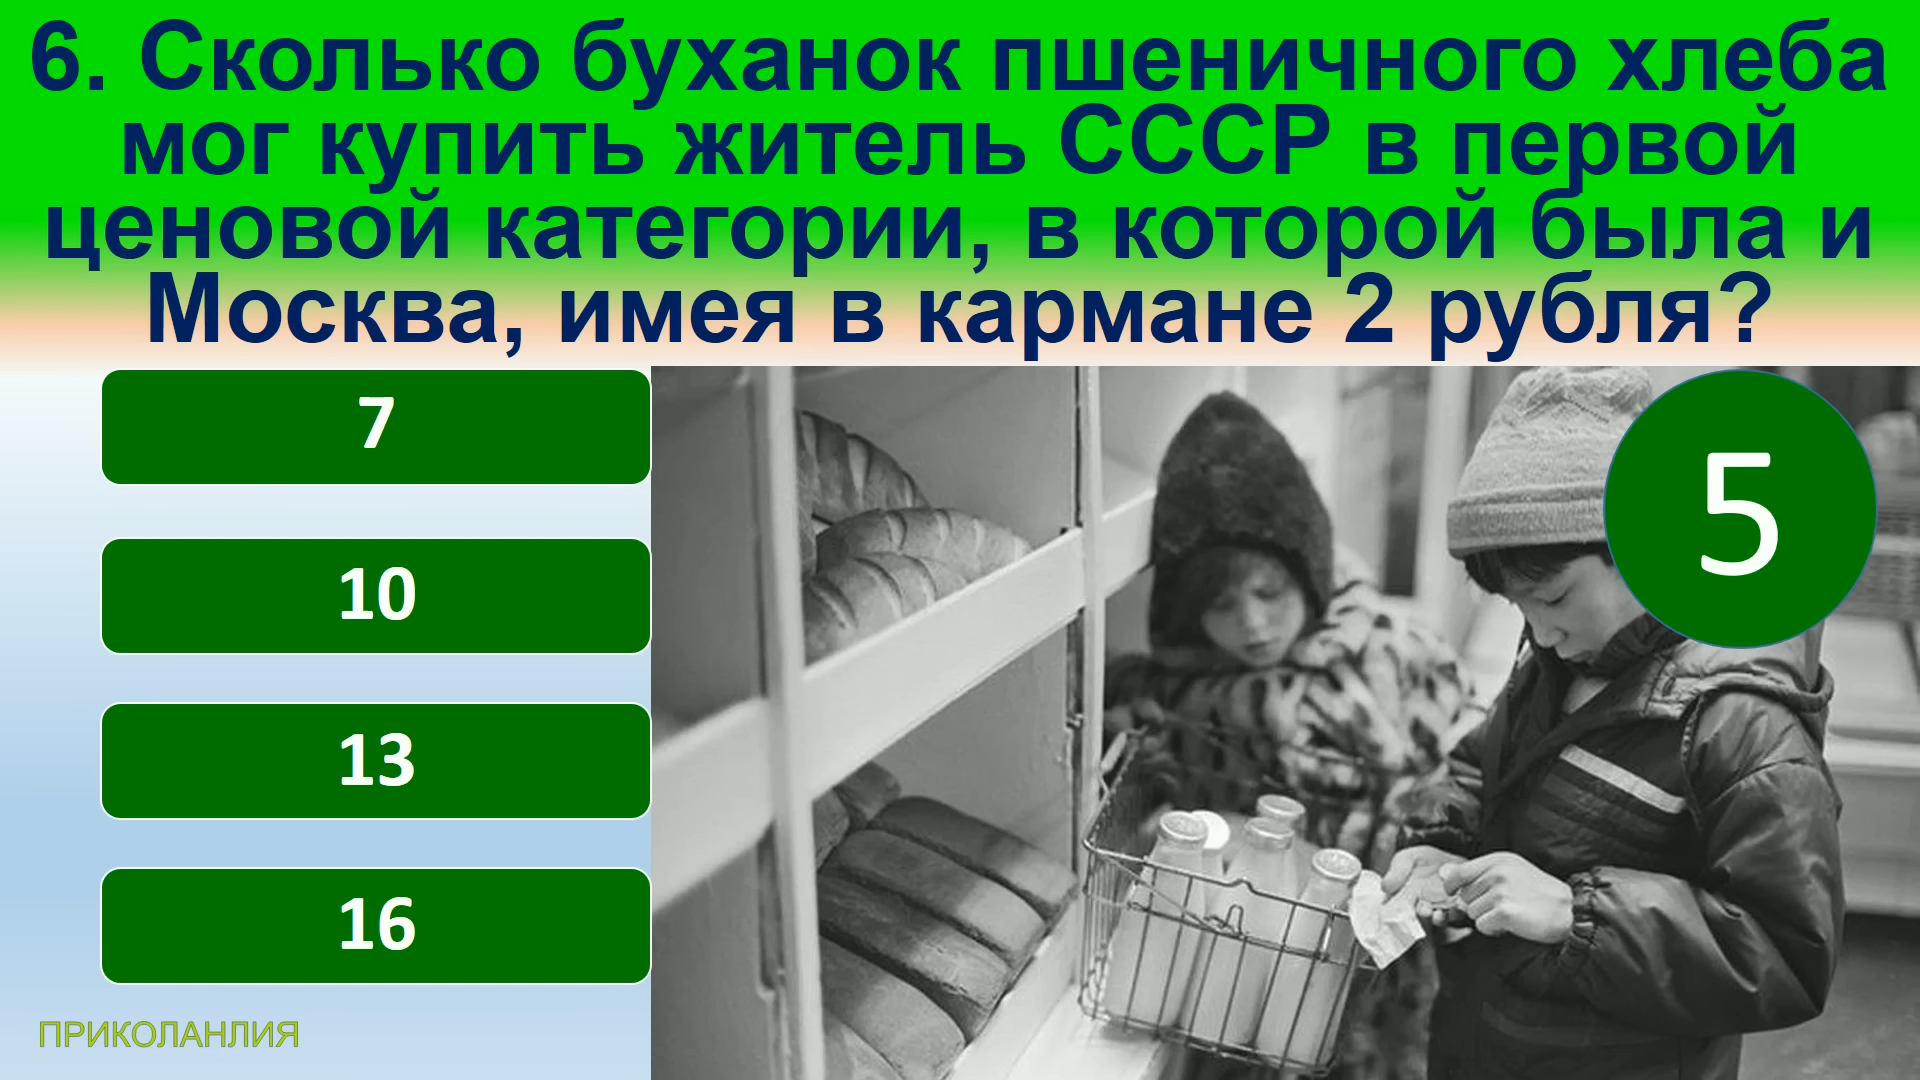 6. Сколько буханок пшеничного хлеба
мог купить житель СССР в первой
ценовой категории, в которой была и
Москва, имея в кармане 2 рубля?
7
5
10
13
16
ПРИКОЛАНЛИЯ